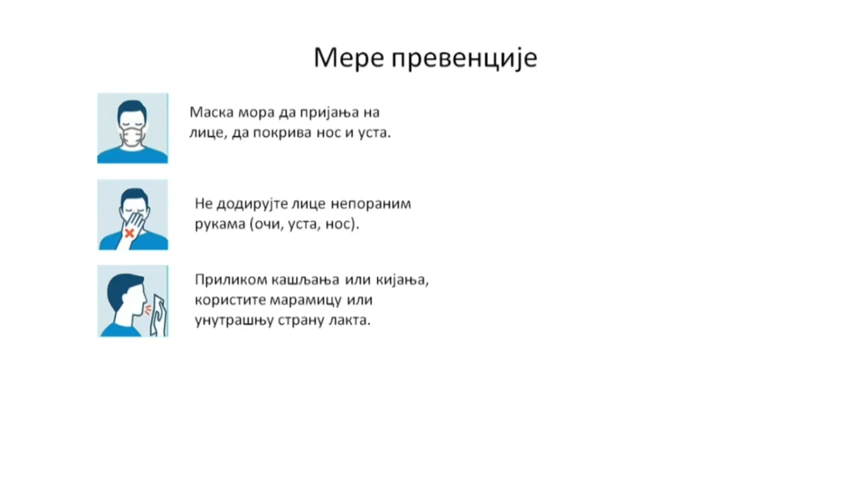 Мере превенције
Маска мора да пријања на
лице, да покрива нос и уста.
Не додирујте лице непораним
рукама (очи, уста, нос).
Приликом кашљања или кијања,
користите марамицу или
унутрашњу страну лакта.